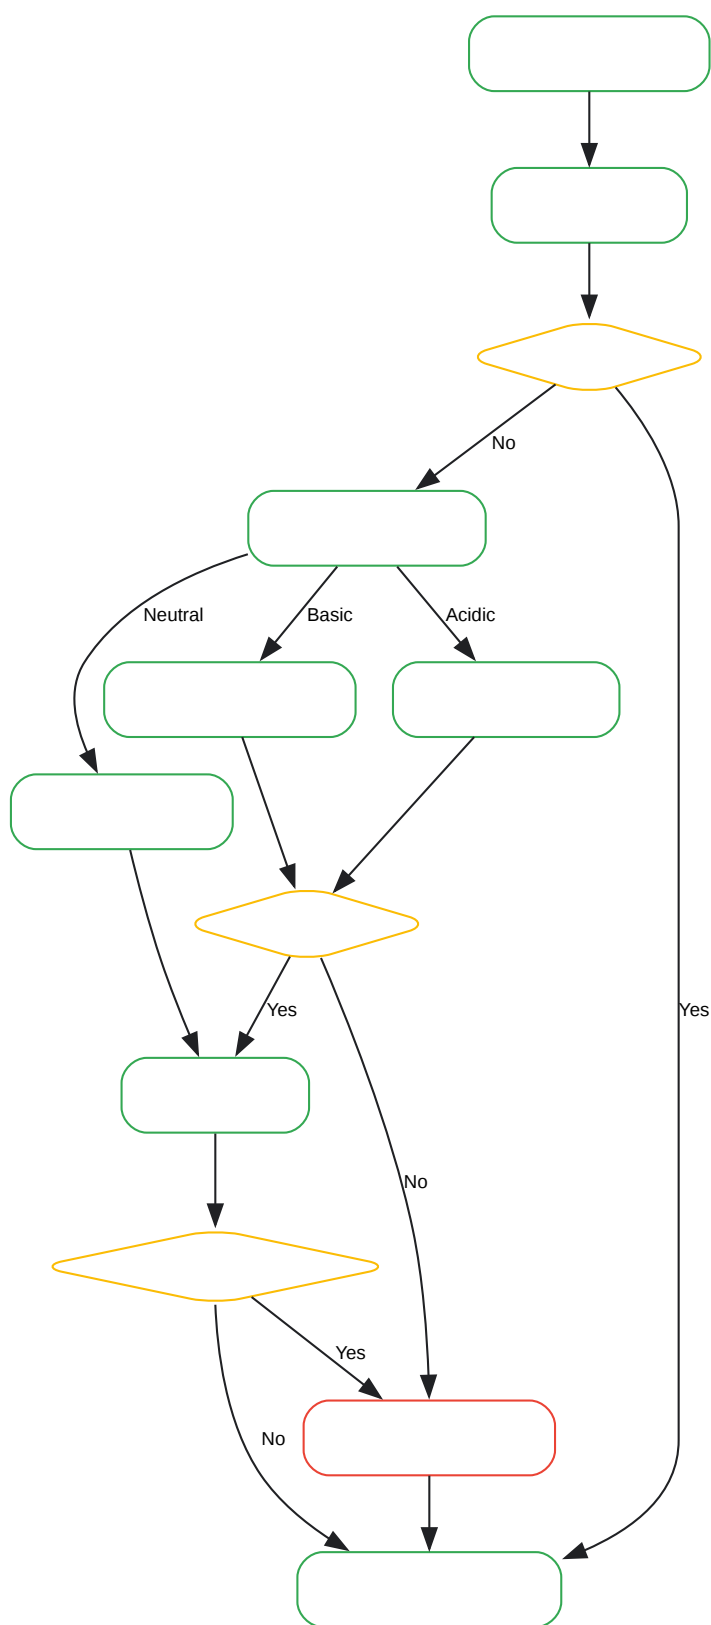 No
Neutral
Basic
Acidic
Yes
Yes
No
Yes
No